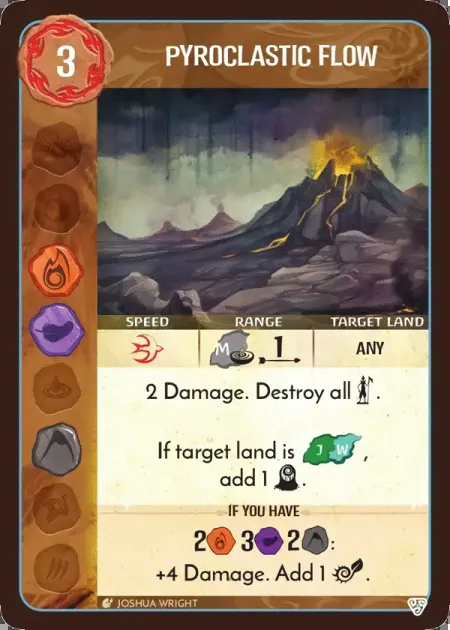 3
PYROCLASTIC FLOW
SPEED RANGE TARGET LAND
M 1 ANY
2 Damage. Destroy all .
If target land is J W ,
add 1 .
IF YOU HAVE
2 3 2 :
+4 Damage. Add 1 .
JOSHUA WRIGHT